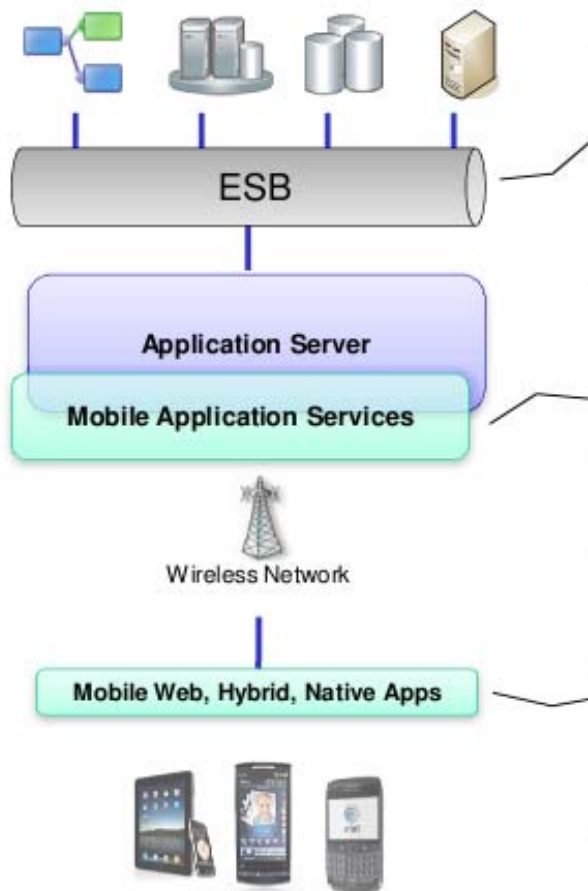 ESB
Application Server
Mobile Application Services
Wireless Network
Mobile Web, Hybrid, Native Apps